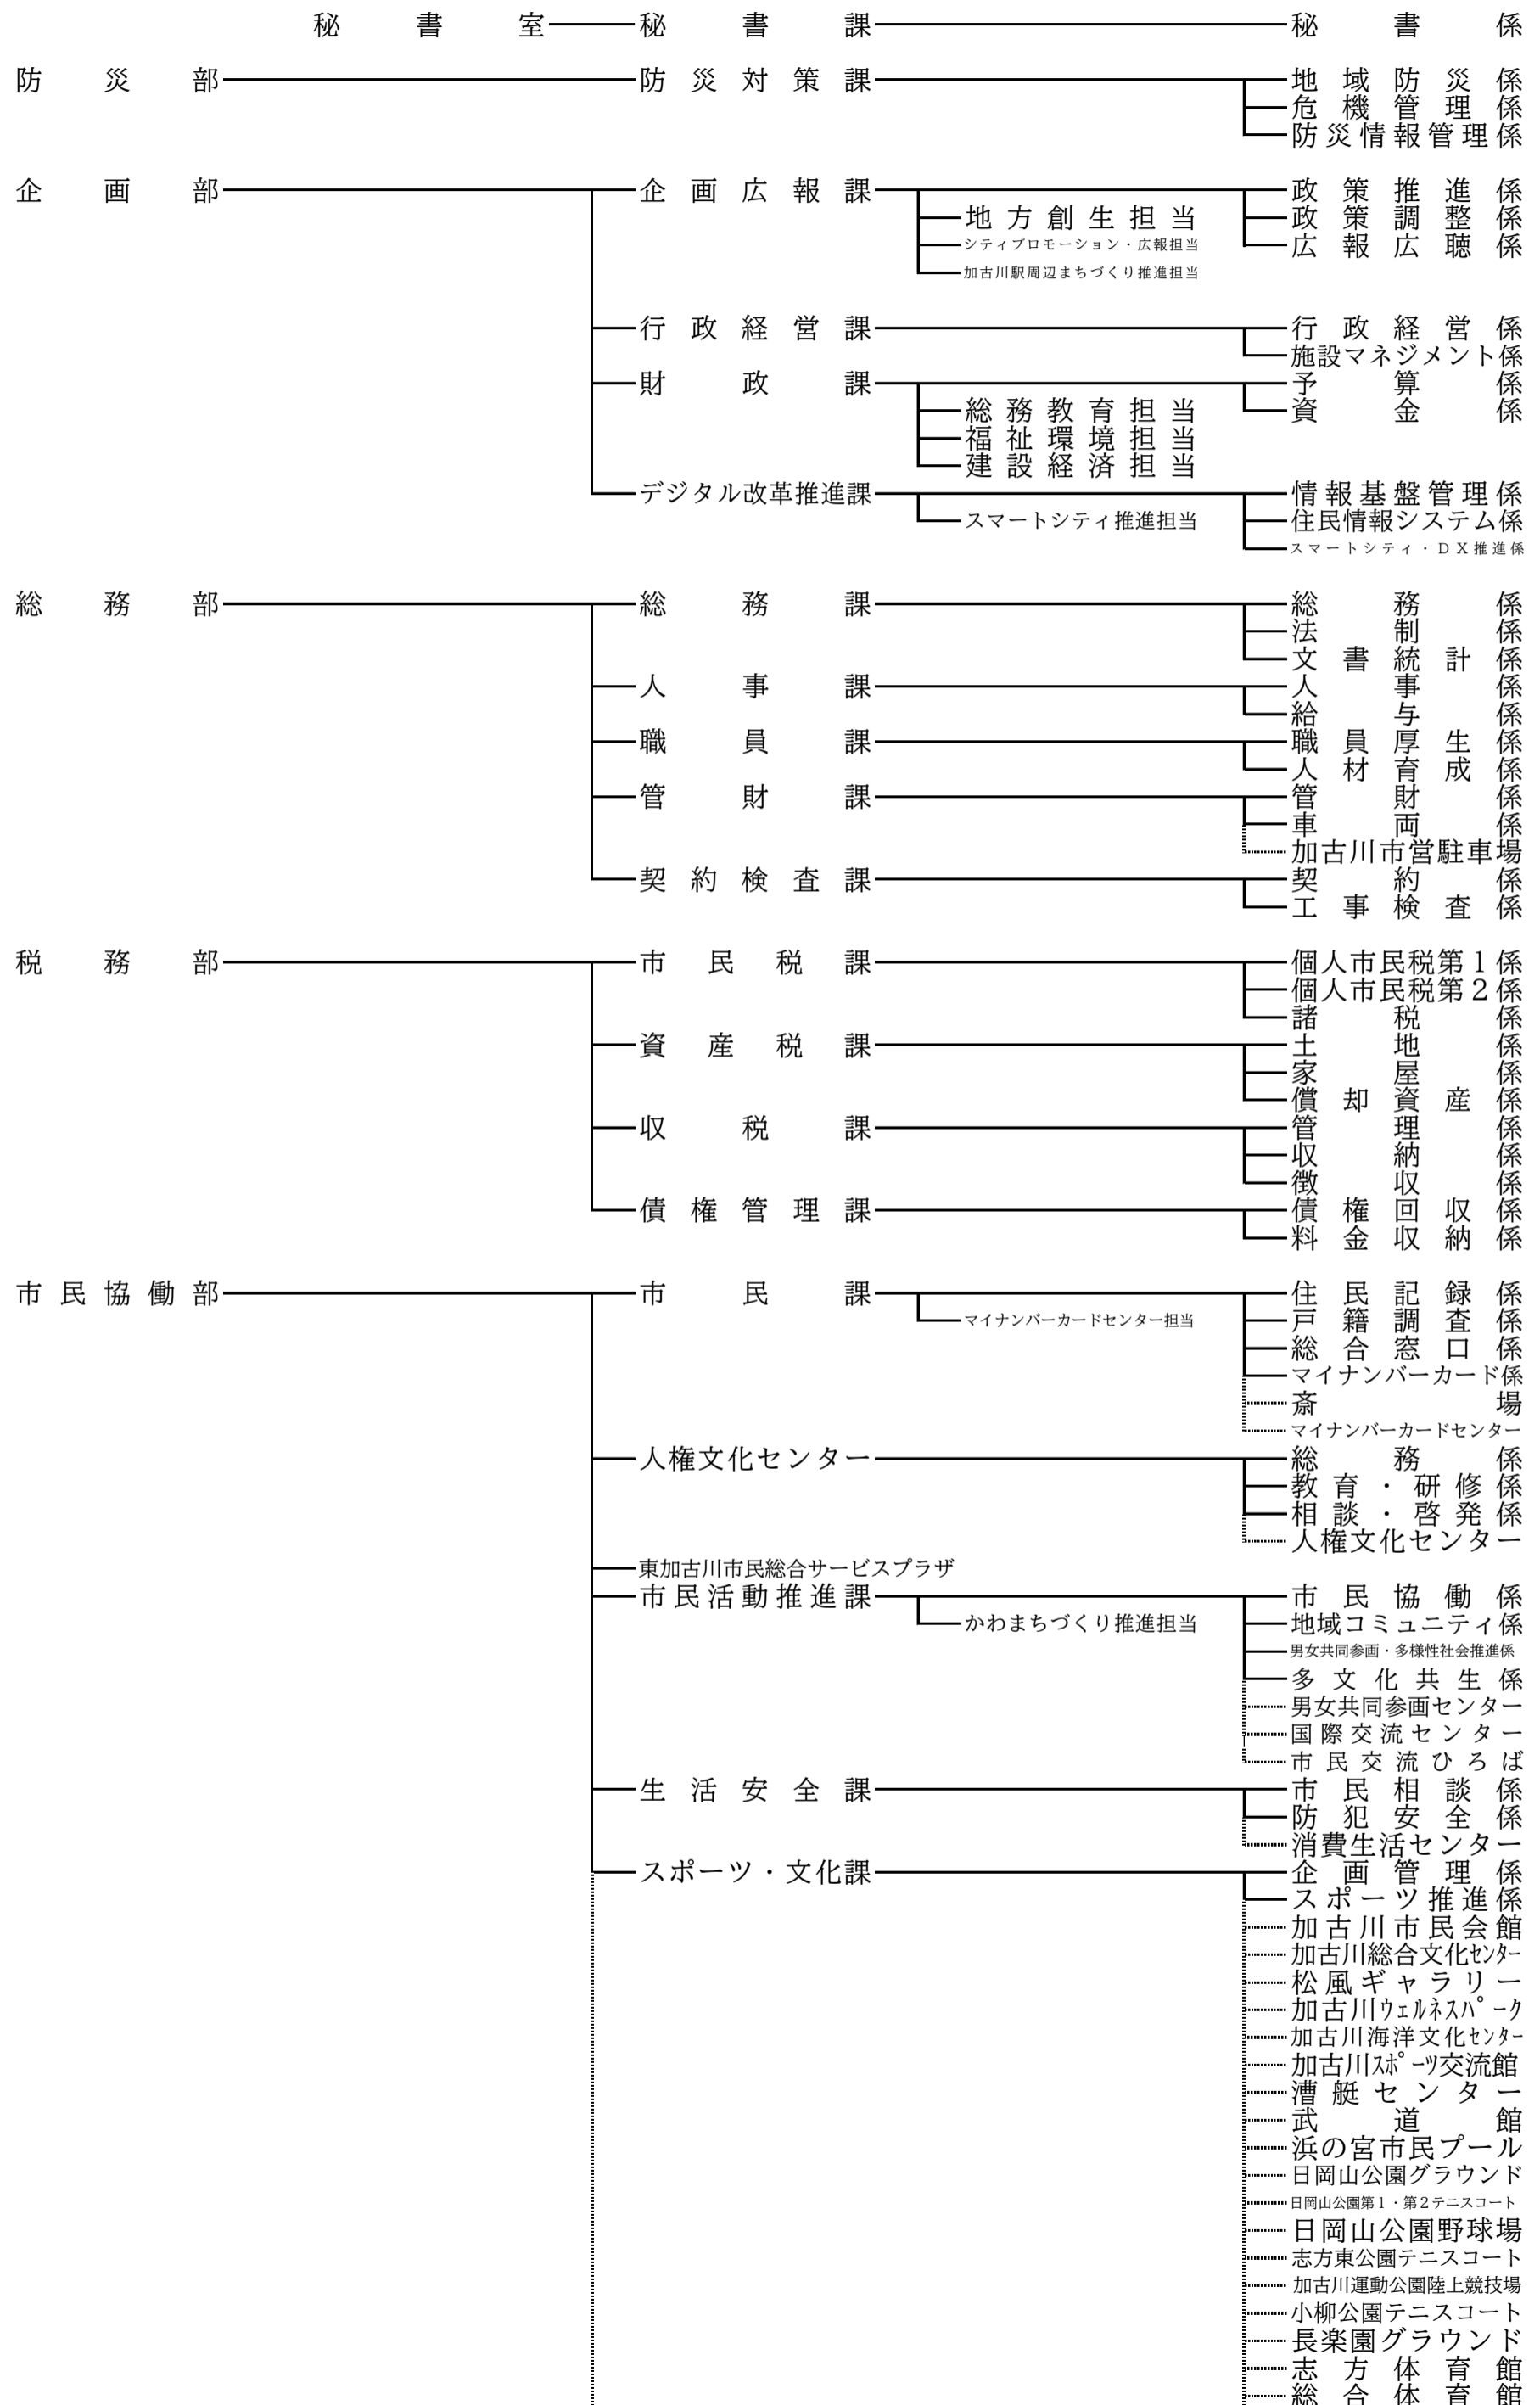 秘書室 秘書課 秘書係
防災部 防災対策課 地域防災係
危機管理係
防災情報管理係
企画部 企画広報課 政策推進係
地方創生担当 政策調整係
シティプロモーション・広報担当 広報広聴係
加古川駅周辺まちづくり推進担当
行政経営課 行政経営係
施設マネジメント係
財政課 予算係
総務教育担当 資金係
福祉環境担当
建設経済担当
デジタル改革推進課 情報基盤管理係
スマートシティ推進担当 住民情報システム係
スマートシティ・DX推進係
総務部 総務課 総務係
法制係
文書統計係
人事課 人事係
給与係
職員課 職員厚生係
人材育成係
管財課 管財係
車両係
加古川市営駐車場
契約検査課 契約係
工事検査係
税務部 市民税課 個人市民税第1係
個人市民税第2係
諸税係
資産税課 土地係
家屋係
償却資産係
収税課 管理係
収納係
徴収係
債権管理課 債権回収係
料金収納係
市民協働部 市民課 住民記録係
マイナンバーカードセンター担当 戸籍調査係
総合窓口係
マイナンバーカード係
斎場
マイナンバーカードセンター
人権文化センター 総務係
教育・研修係
相談・啓発係
人権文化センター
東加古川市民総合サービスプラザ
市民活動推進課 市民協働係
かわまちづくり推進担当 地域コミュニティ係
男女共同参画・多様性社会推進係
多文化共生係
男女共同参画センター
国際交流センター
市民交流ひろば
生活安全課 市民相談係
防犯安全係
消費生活センター
スポーツ・文化課 企画管理係
スポーツ推進係
加古川市民会館
加古川総合文化ｾﾝﾀｰ
松風ギャラリー
加古川ｳｪﾙﾈｽﾊﾟｰｸ
加古川海洋文化ｾﾝﾀｰ
加古川ｽﾎﾟｰﾂ交流館
漕艇センター
武道館
浜の宮市民プール
日岡山公園グラウンド
日岡山公園第1・第2テニスコート
日岡山公園野球場
志方東公園テニスコート
加古川運動公園陸上競技場
小柳公園テニスコート
長楽園グラウンド
志方体育館
総合体育館